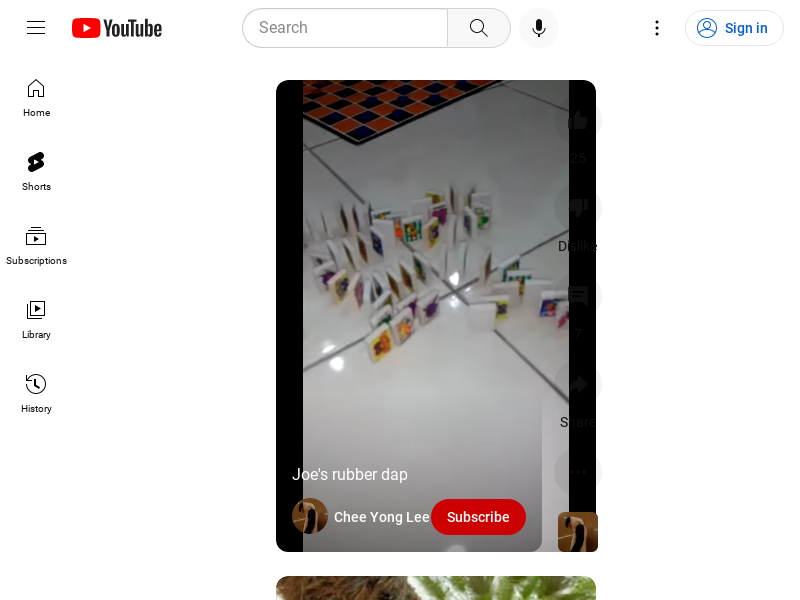 YouTube
Search
Sign in
Home
Shorts
Subscriptions
Library
History
25
Dislike
7
Share
Joe's rubber dap
Chee Yong Lee
Subscribe